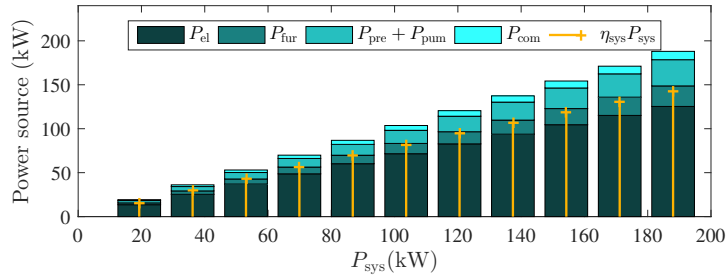 P_el P_fur P_pre + P_pum P_com η_sys P_sys
Power source (kW)
200
150
100
50
0
0 20 40 60 80 100 120 140 160 180 200
P_sys(kW)